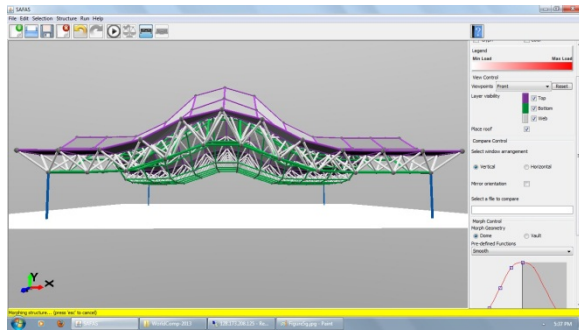 SAFAS
File Edit Selection Structure Run Help
Legend
Min Load Max Load
View Control
Viewpoints Front Reset
Layer visibility Top
Bottom
Web
Place roof
Compare Control
Select window arrangement
Vertical Horizontal
Mirror orientation
Select a file to compare
Morph Control
Morph Geometry
Dome Vault
Pre-defined Functions
Smooth
Y
X
Morphing structure... (press 'esc' to cancel)
SAFAS
WorldComp-2017
5:37 PM